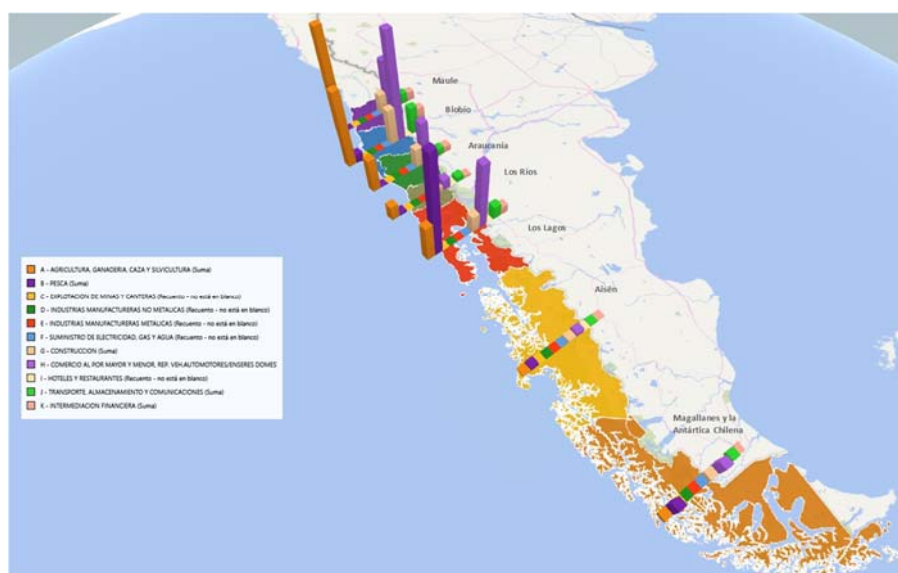 Maule
Biobío
Araucanía
Los Ríos
Los Lagos
Aisén
Magallanes y la
Antártica Chilena
A - AGRICULTURA, GANADERIA, CAZA Y SILVICULTURA (Suma)
B - PESCA (Suma)
C - EXPLOTACION DE MINAS Y CANTERAS (Recuento - no está en blanco)
D - INDUSTRIAS MANUFACTURERAS NO METALICAS (Recuento - no está en blanco)
E - INDUSTRIAS MANUFACTURERAS METALICAS (Recuento - no está en blanco)
F - SUMINISTRO DE ELECTRICIDAD, GAS Y AGUA (Recuento - no está en blanco)
G - CONSTRUCCION (Suma)
H - COMERCIO AL POR MAYOR Y MENOR, REP. VEH.AUTOMOTORES/ENSERES DOMES
I - HOTELES Y RESTAURANTES (Recuento - no está en blanco)
J - TRANSPORTE, ALMACENAMIENTO Y COMUNICACIONES (Suma)
K - INTERMEDIACION FINANCIERA (Suma)